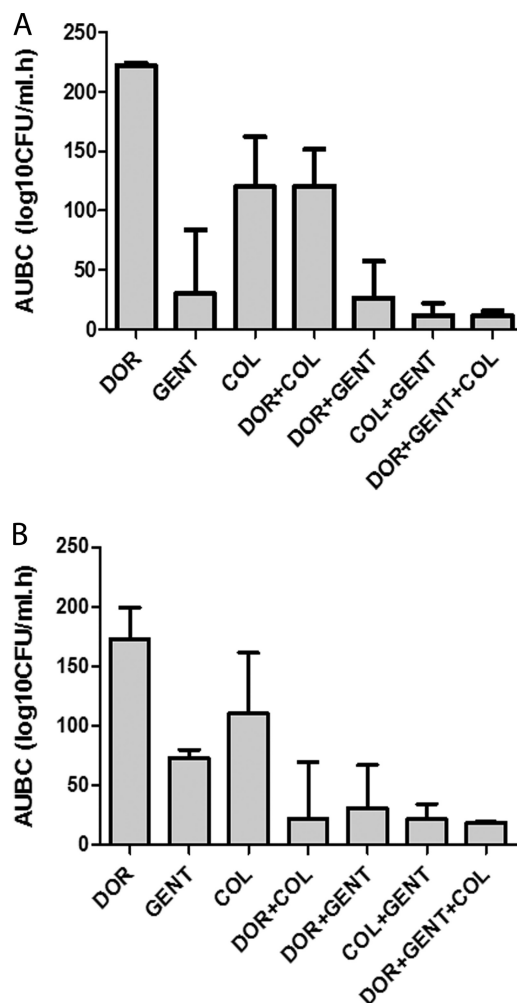 A
AUBC (log10CFU/ml.h)
250
200
150
100
50
0
DOR
GENT
COL
DOR+COL
DOR+GENT
COL+GENT
DOR+GENT+COL
B
AUBC (log10CFU/ml.h)
250
200
150
100
50
0
DOR
GENT
COL
DOR+COL
DOR+GENT
COL+GENT
DOR+GENT+COL